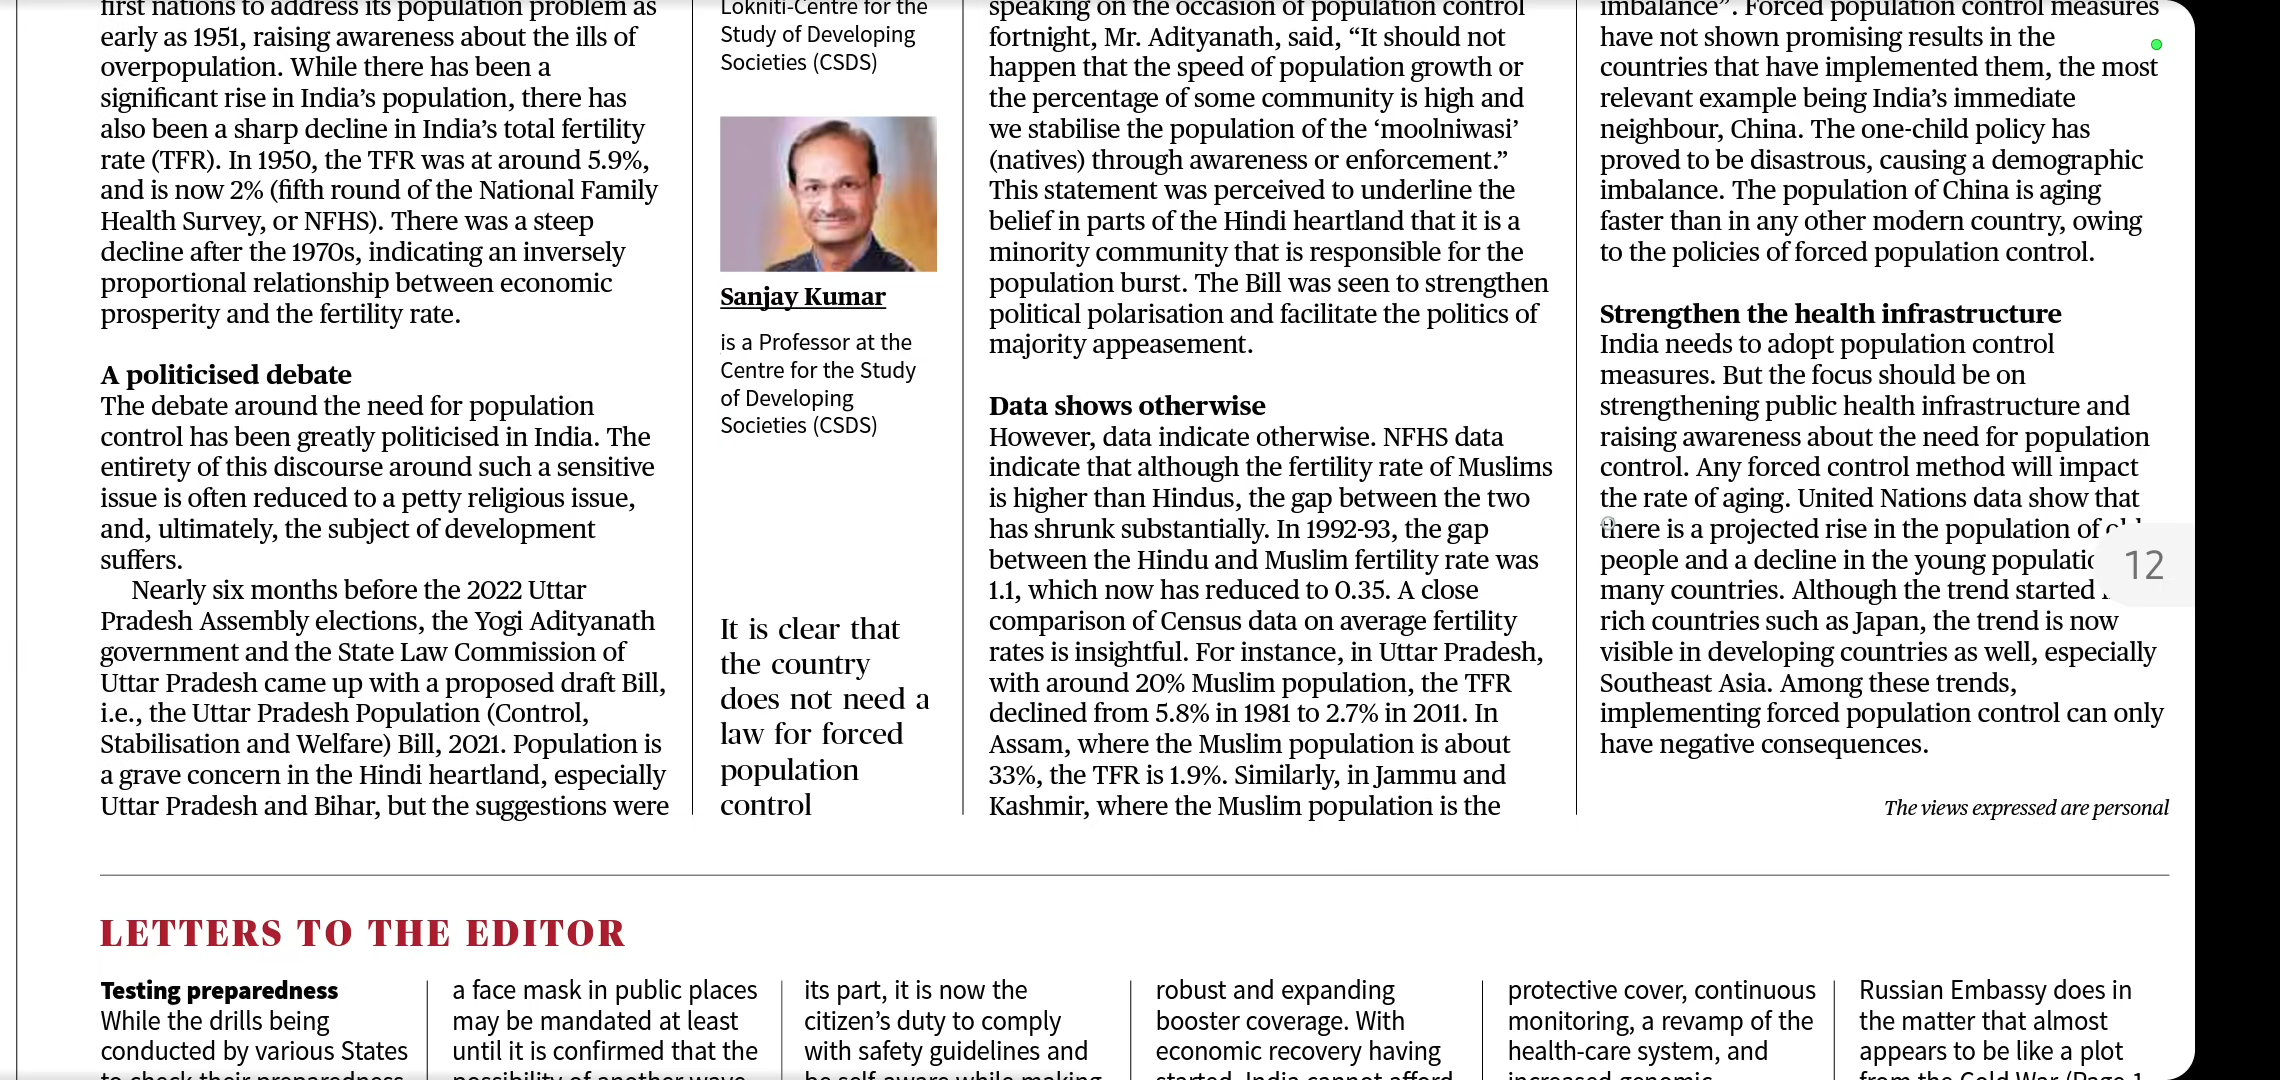 first nations to address its population problem as
early as 1951, raising awareness about the ills of
overpopulation. While there has been a
significant rise in India's population, there has
also been a sharp decline in India's total fertility
rate (TFR). In 1950, the TFR was at around 5.9%,
and is now 2% (fifth round of the National Family
Health Survey, or NFHS). There was a steep
decline after the 1970s, indicating an inversely
proportional relationship between economic
prosperity and the fertility rate.
A politicised debate
The debate around the need for population
control has been greatly politicised in India. The
entirety of this discourse around such a sensitive
issue is often reduced to a petty religious issue,
and, ultimately, the subject of development
suffers.
Nearly six months before the 2022 Uttar
Pradesh Assembly elections, the Yogi Adityanath
government and the State Law Commission of
Uttar Pradesh came up with a proposed draft Bill,
i.e., the Uttar Pradesh Population (Control,
Stabilisation and Welfare) Bill, 2021. Population is
a grave concern in the Hindi heartland, especially
Uttar Pradesh and Bihar, but the suggestions were
Lokniti-Centre for the
Study of Developing
Societies (CSDS)
Sanjay Kumar
is a Professor at the
Centre for the Study
of Developing
Societies (CSDS)
It is clear that
the country
does not need a
law for forced
population
control
speaking on the occasion of population control
fortnight, Mr. Adityanath, said, “It should not
happen that the speed of population growth or
the percentage of some community is high and
we stabilise the population of the ‘moolniwasi’
(natives) through awareness or enforcement.”
This statement was perceived to underline the
belief in parts of the Hindi heartland that it is a
minority community that is responsible for the
population burst. The Bill was seen to strengthen
political polarisation and facilitate the politics of
majority appeasement.
Data shows otherwise
However, data indicate otherwise. NFHS data
indicate that although the fertility rate of Muslims
is higher than Hindus, the gap between the two
has shrunk substantially. In 1992-93, the gap
between the Hindu and Muslim fertility rate was
1.1, which now has reduced to 0.35. A close
comparison of Census data on average fertility
rates is insightful. For instance, in Uttar Pradesh,
with around 20% Muslim population, the TFR
declined from 5.8% in 1981 to 2.7% in 2011. In
Assam, where the Muslim population is about
33%, the TFR is 1.9%. Similarly, in Jammu and
Kashmir, where the Muslim population is the
imbalance”. Forced population control measures
have not shown promising results in the
countries that have implemented them, the most
relevant example being India's immediate
neighbour, China. The one-child policy has
proved to be disastrous, causing a demographic
imbalance. The population of China is aging
faster than in any other modern country, owing
to the policies of forced population control.
Strengthen the health infrastructure
India needs to adopt population control
measures. But the focus should be on
strengthening public health infrastructure and
raising awareness about the need for population
control. Any forced control method will impact
the rate of aging. United Nations data show that
there is a projected rise in the population of
people and a decline in the young
many countries. Although the trend started
rich countries such as Japan, the trend is now
visible in developing countries as well, especially
Southeast Asia. Among these trends,
implementing forced population control can only
have negative consequences.
The views expressed are personal
12
LETTERS TO THE EDITOR
Testing preparedness
While the drills being
conducted by various States
to check their preparedness
a face mask in public places
may be mandated at least
until it is confirmed that the
possibility of another wave
its part, it is now the
citizen's duty to comply
with safety guidelines and
be self-aware while making
robust and expanding
booster coverage. With
economic recovery having
started, India cannot afford
protective cover, continuous
monitoring, a revamp of the
health-care system, and
increased genomic
Russian Embassy does in
the matter that almost
appears to be like a plot
from the Cold War (Page 1,